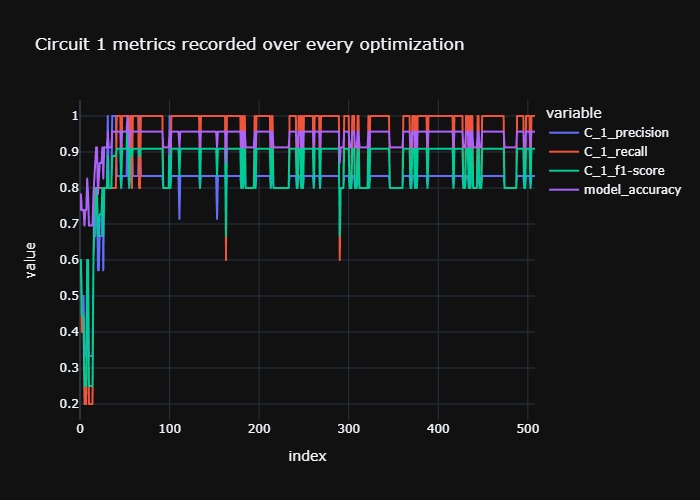 Circuit 1 metrics recorded over every optimization
variable
C_1_precision
C_1_recall
C_1_f1-score
model_accuracy
1
0.9
0.8
0.7
0.6
0.5
0.4
0.3
0.2
value
0 100 200 300 400 500
index